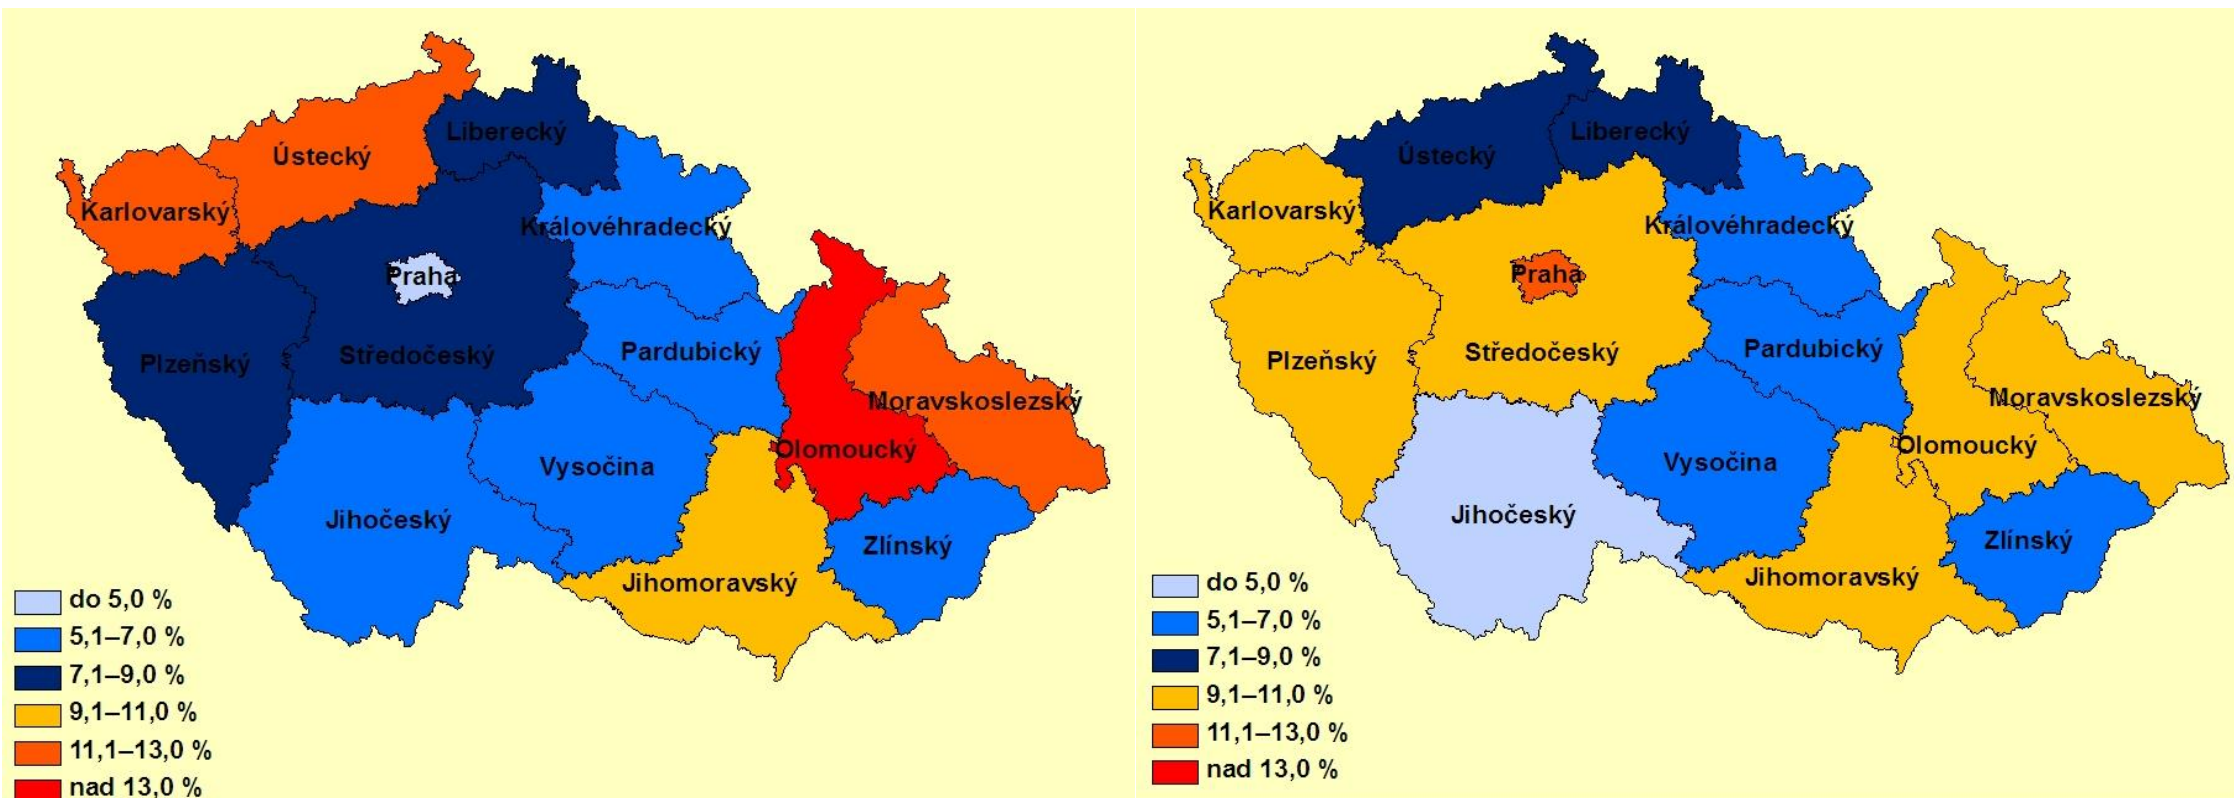 Liberecký
Ústecký
Karlovarský
Královéhradecký
Praha
Plzeňský
Středočeský
Pardubický
Moravskoslezský
Olomoucký
Vysočina
Jihočeský
Zlínský
Jihomoravský
do 5,0 %
5,1–7,0 %
7,1–9,0 %
9,1–11,0 %
11,1–13,0 %
nad 13,0 %
Liberecký
Ústecký
Karlovarský
Královéhradecký
Praha
Plzeňský
Středočeský
Pardubický
Moravskoslezský
Olomoucký
Vysočina
Jihočeský
Zlínský
Jihomoravský
do 5,0 %
5,1–7,0 %
7,1–9,0 %
9,1–11,0 %
11,1–13,0 %
nad 13,0 %